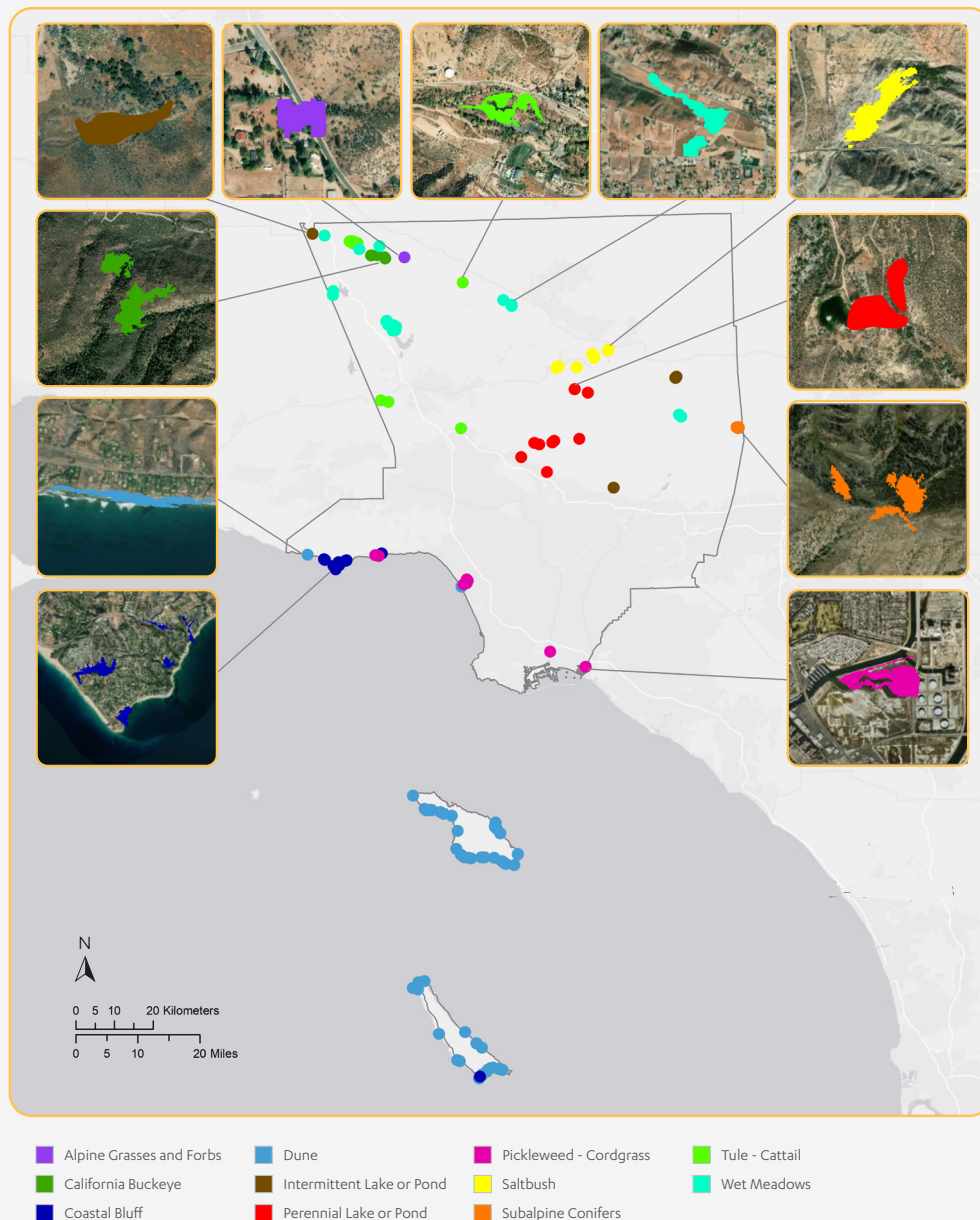 N
0 5 10 20 Kilometers
0 5 10 20 Miles
Alpine Grasses and Forbs
California Buckeye
Coastal Bluff
Dune
Intermittent Lake or Pond
Perennial Lake or Pond
Pickleweed - Cordgrass
Saltbush
Subalpine Conifers
Tule - Cattail
Wet Meadows